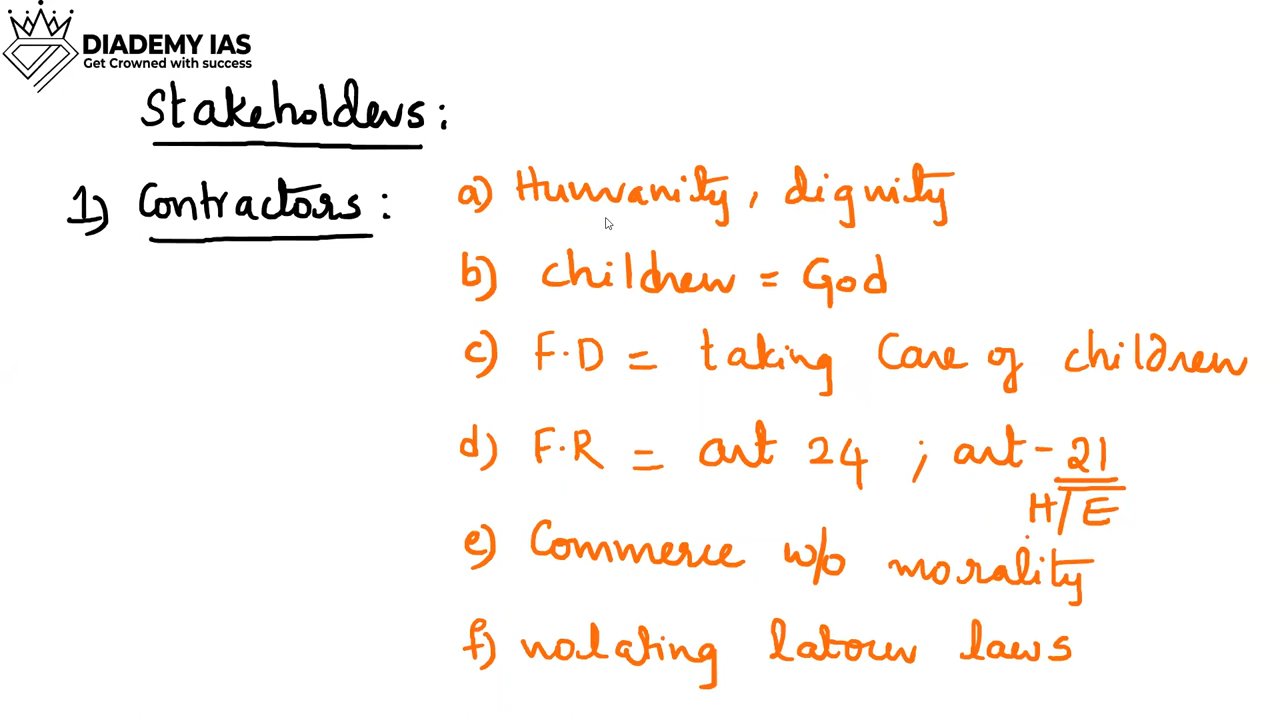 DIADEMY IAS
Get Crowned with success
Stakeholders:
1) Contractors:
a) Humanity, dignity
b) children = God
c) F.D = taking Care of children
d) F.R = art 24 ; art - 21
H/E
e) Commerce w/o morality
f) violating labour laws